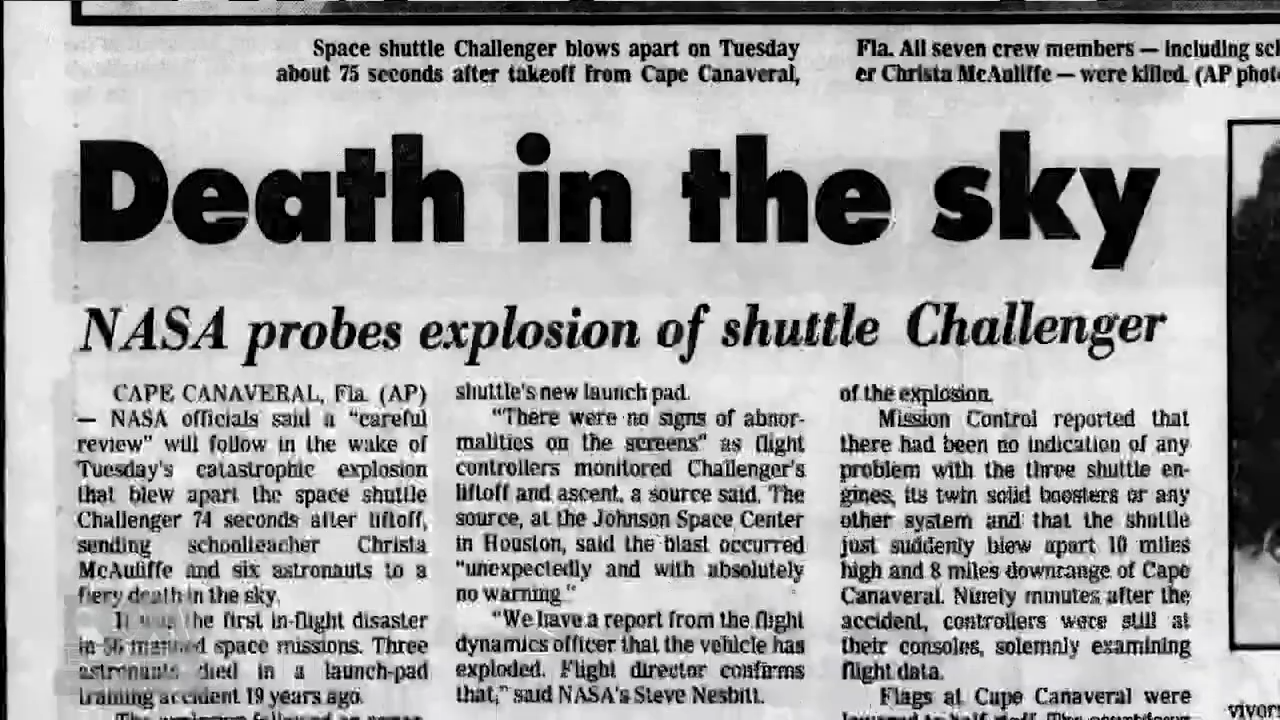 Space shuttle Challenger blows apart on Tuesday
about 75 seconds after takeoff from Cape Canaveral,
Fla. All seven crew members — including
er Christa McAuliffe — were killed. (AP
Death in the sky
NASA probes explosion of shuttle Challenger
CAPE CANAVERAL, Fla. (AP)
— NASA officials said a "careful
review" will follow in the wake of
Tuesday's catastrophic explosion
that blew apart the space shuttle
Challenger 74 seconds after liftoff,
sending schoolteacher Christa
McAuliffe and six astronauts to a
fiery death in the sky.
It was the first in-flight disaster
in 56 manned space missions. Three
astronauts died in a launch-pad
training accident 19 years ago.
shuttle's new launch pad.
"There were no signs of abnor-
malities on the screens" as flight
controllers monitored Challenger's
liftoff and ascent, a source said. The
source, at the Johnson Space Center
in Houston, said the blast occurred
"unexpectedly and with absolutely
no warning."
"We have a report from the flight
dynamics officer that the vehicle has
exploded. Flight director confirms
that," said NASA's Steve Nesbitt.
of the explosion.
Mission Control reported that
there had been no indication of any
problem with the three shuttle en-
gines, its twin solid boosters or any
other system and that the shuttle
just suddenly blew apart 10 miles
high and 8 miles downrange of Cape
Canaveral. Ninety minutes after the
accident, controllers were still at
their consoles, solemnly examining
flight data.
Flags at Cape Canaveral were